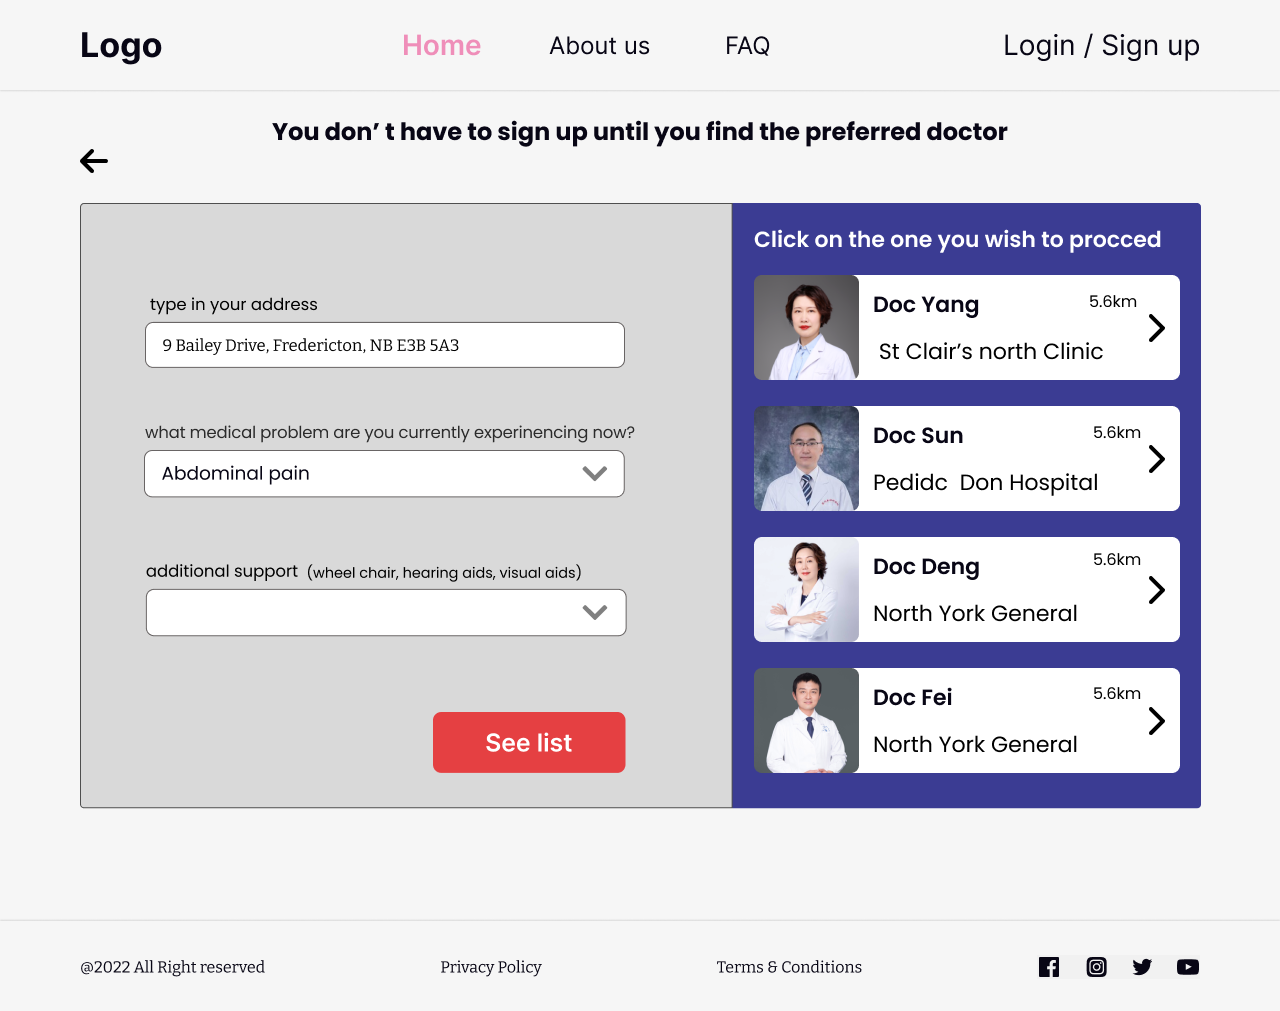 Logo
Home
About us
FAQ
Login / Sign up
You don’ t have to sign up until you find the preferred doctor
type in your address
9 Bailey Drive, Fredericton, NB E3B 5A3
what medical problem are you currently experinencing now?
Abdominal pain
additional support (wheel chair, hearing aids, visual aids)
See list
Click on the one you wish to procced
Doc Yang
5.6km
St Clair’s north Clinic
Doc Sun
5.6km
Pedidc Don Hospital
Doc Deng
5.6km
North York General
Doc Fei
5.6km
North York General
@2022 All Right reserved
Privacy Policy
Terms & Conditions